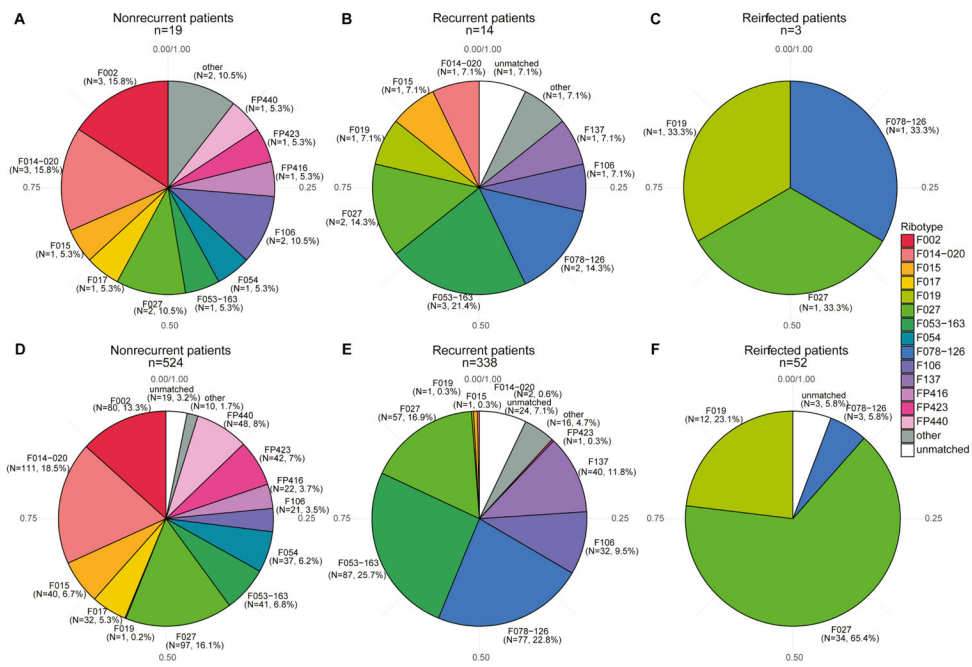 A
Nonrecurrent patients
n=19
0.00/1.00
F002
(N=3, 15.8%)
other
(N=2, 10.5%)
FP440
(N=1, 5.3%)
FP423
(N=1, 5.3%)
FP416
(N=1, 5.3%)
F014−020
(N=3, 15.8%)
0.75
0.25
F106
(N=2, 10.5%)
F015
(N=1, 5.3%)
F017
(N=1, 5.3%)
F027
(N=2, 10.5%)
F053−163
(N=1, 5.3%)
F054
(N=1, 5.3%)
0.50
B
Recurrent patients
n=14
F014−020
(N=1, 7.1%)
unmatched
(N=1, 7.1%)
F015
(N=1, 7.1%)
other
(N=1, 7.1%)
F019
(N=1, 7.1%)
F137
(N=1, 7.1%)
F106
(N=1, 7.1%)
F027
(N=2, 14.3%)
F078−126
(N=2, 14.3%)
F053−163
(N=3, 21.4%)
C
Reinfected patients
n=3
0.00/1.00
F019
(N=1, 33.3%)
F078−126
(N=1, 33.3%)
0.75
0.25
F027
(N=1, 33.3%)
0.50
Ribotype
F002
F014−020
F015
F017
F019
F027
F053−163
F054
F078−126
F106
F137
FP416
FP423
FP440
other
unmatched
D
Nonrecurrent patients
n=524
0.00/1.00
F002
(N=80, 13.3%)
unmatched
(N=19, 3.2%)
other
(N=10, 1.7%)
FP440
(N=48, 8%)
FP423
(N=42, 7%)
FP416
(N=22, 3.7%)
F106
(N=21, 3.5%)
F014−020
(N=111, 18.5%)
0.75
F054
(N=37, 6.2%)
F015
(N=40, 6.7%)
F053−163
(N=41, 6.8%)
F017
(N=32, 5.3%)
F019
(N=1, 0.2%)
F027
(N=97, 16.1%)
0.50
E
Recurrent patients
n=338
0.00/1.00
F019
(N=1, 0.3%)
F015
(N=1, 0.3%)
F014−020
(N=2, 0.6%)
unmatched
(N=24, 7.1%)
other
(N=16, 4.7%)
FP423
(N=1, 0.3%)
F027
(N=57, 16.9%)
F137
(N=40, 11.8%)
F106
(N=32, 9.5%)
0.75
0.25
F053−163
(N=87, 25.7%)
F078−126
(N=77, 22.8%)
F
Reinfected patients
n=52
0.00/1.00
unmatched
(N=3, 5.8%)
F078−126
(N=3, 5.8%)
F019
(N=12, 23.1%)
0.75
0.25
F027
(N=34, 65.4%)
0.50